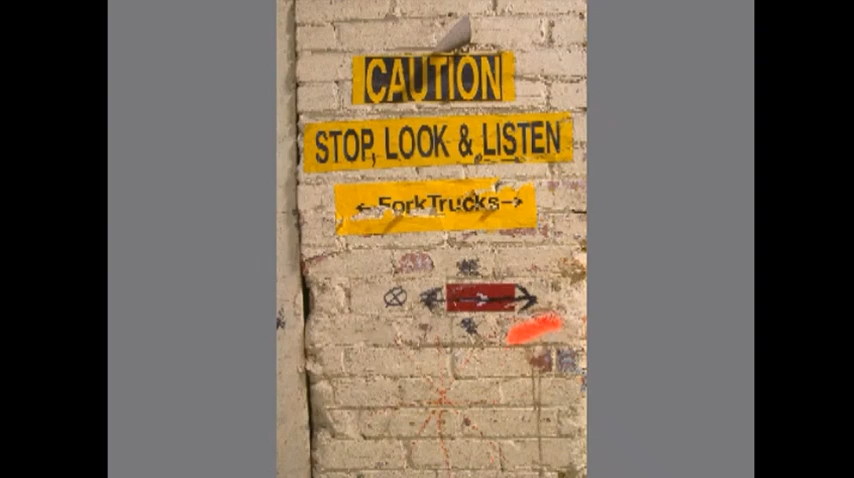 CAUTION
STOP, LOOK & LISTEN
← ForkTrucks →